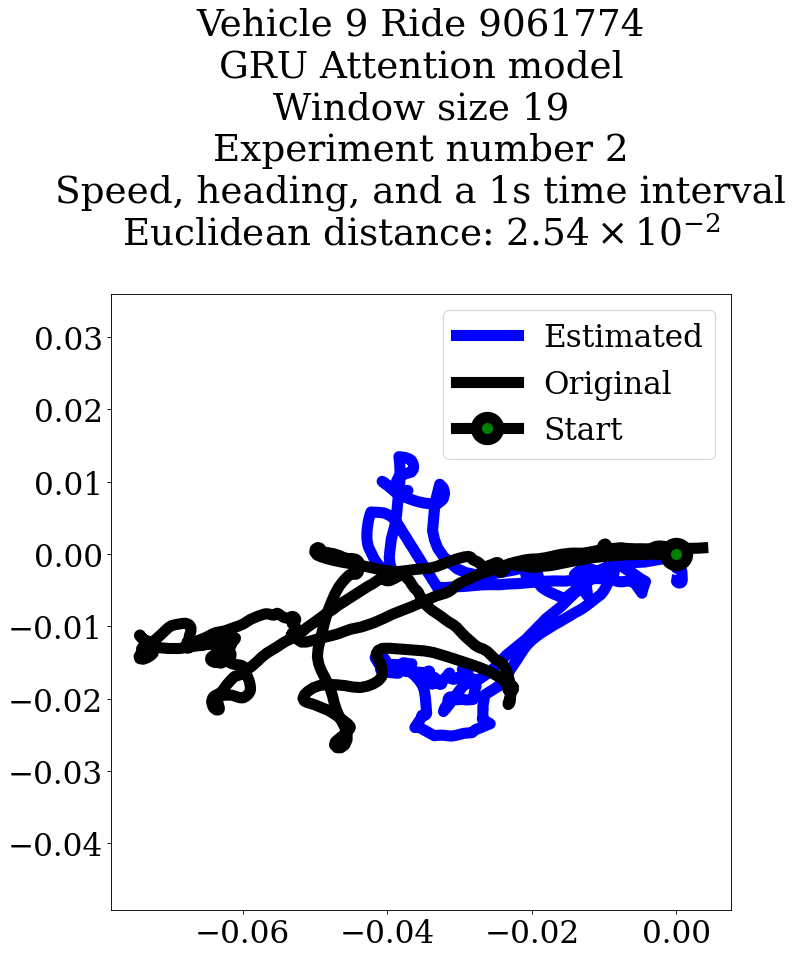 Vehicle 9 Ride 9061774
GRU Attention model
Window size 19
Experiment number 2
Speed, heading, and a 1s time interval
Euclidean distance: 2.54 × 10⁻²
Estimated
Original
Start
0.03
0.02
0.01
0.00
−0.01
−0.02
−0.03
−0.04
−0.06
−0.04
−0.02
0.00